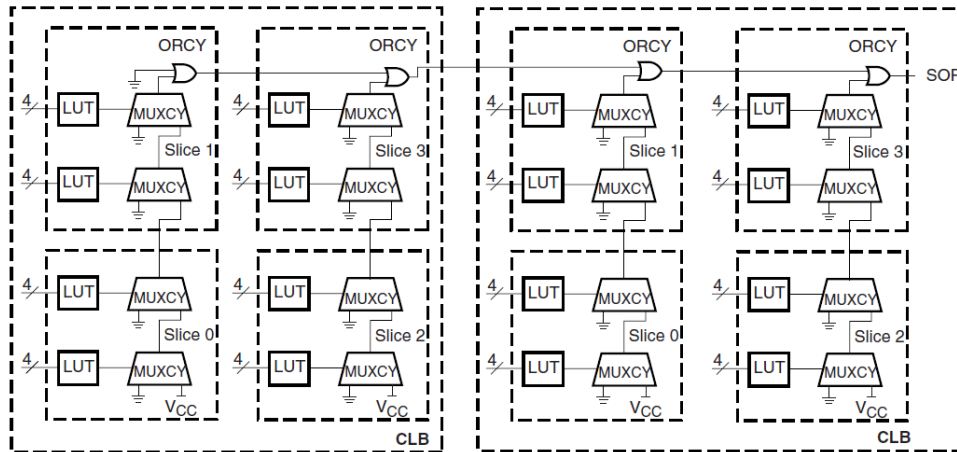 ORCY ORCY ORCY ORCY
SOP
4 LUT MUXCY 4 LUT MUXCY 4 LUT MUXCY 4 LUT MUXCY
Slice 1 Slice 3 Slice 1 Slice 3
4 LUT MUXCY 4 LUT MUXCY 4 LUT MUXCY 4 LUT MUXCY
4 LUT MUXCY 4 LUT MUXCY 4 LUT MUXCY 4 LUT MUXCY
Slice 0 Slice 2 Slice 0 Slice 2
4 LUT MUXCY 4 LUT MUXCY 4 LUT MUXCY 4 LUT MUXCY
VCC VCC VCC VCC
CLB CLB